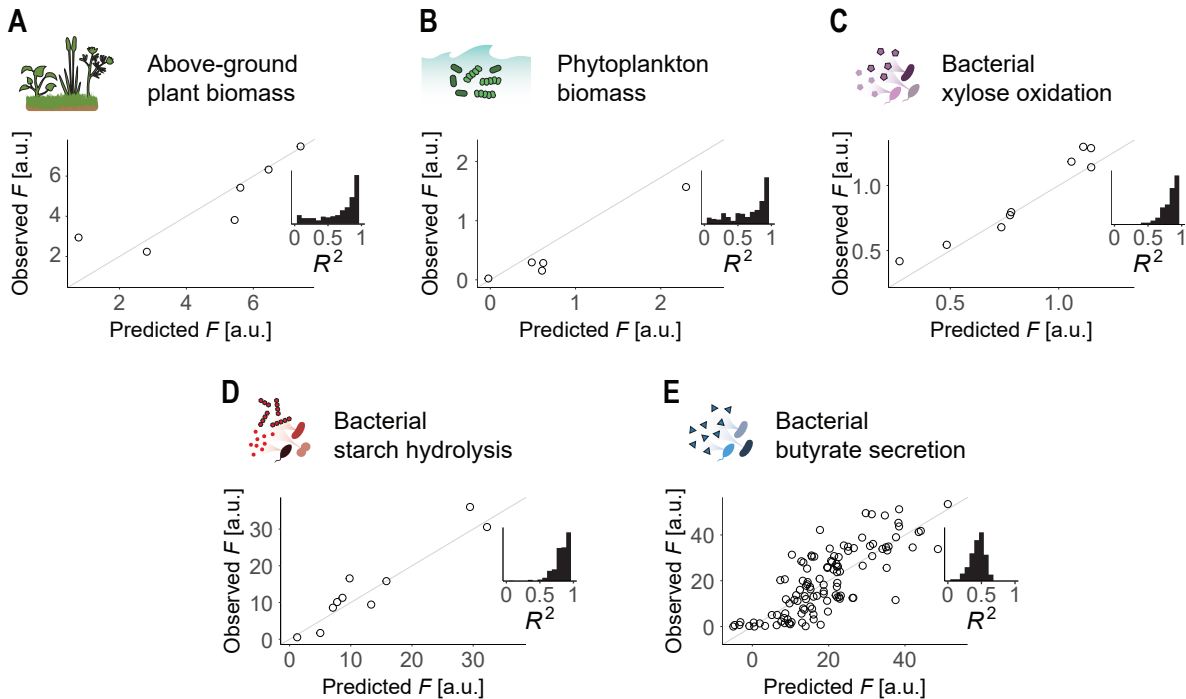 A
Above-ground
plant biomass
Observed F [a.u.]
6
4
2
2
4
6
Predicted F [a.u.]
0
0.5
1
R²
B
Phytoplankton
biomass
Observed F [a.u.]
2
1
0
0
1
2
Predicted F [a.u.]
0
0.5
1
R²
C
Bacterial
xylose oxidation
Observed F [a.u.]
1.0
0.5
0.5
1.0
Predicted F [a.u.]
0
0.5
1
R²
D
Bacterial
starch hydrolysis
Observed F [a.u.]
30
20
10
0
0
10
20
30
Predicted F [a.u.]
0
0.5
1
R²
E
Bacterial
butyrate secretion
Observed F [a.u.]
40
20
0
0
20
40
Predicted F [a.u.]
0
0.5
1
R²